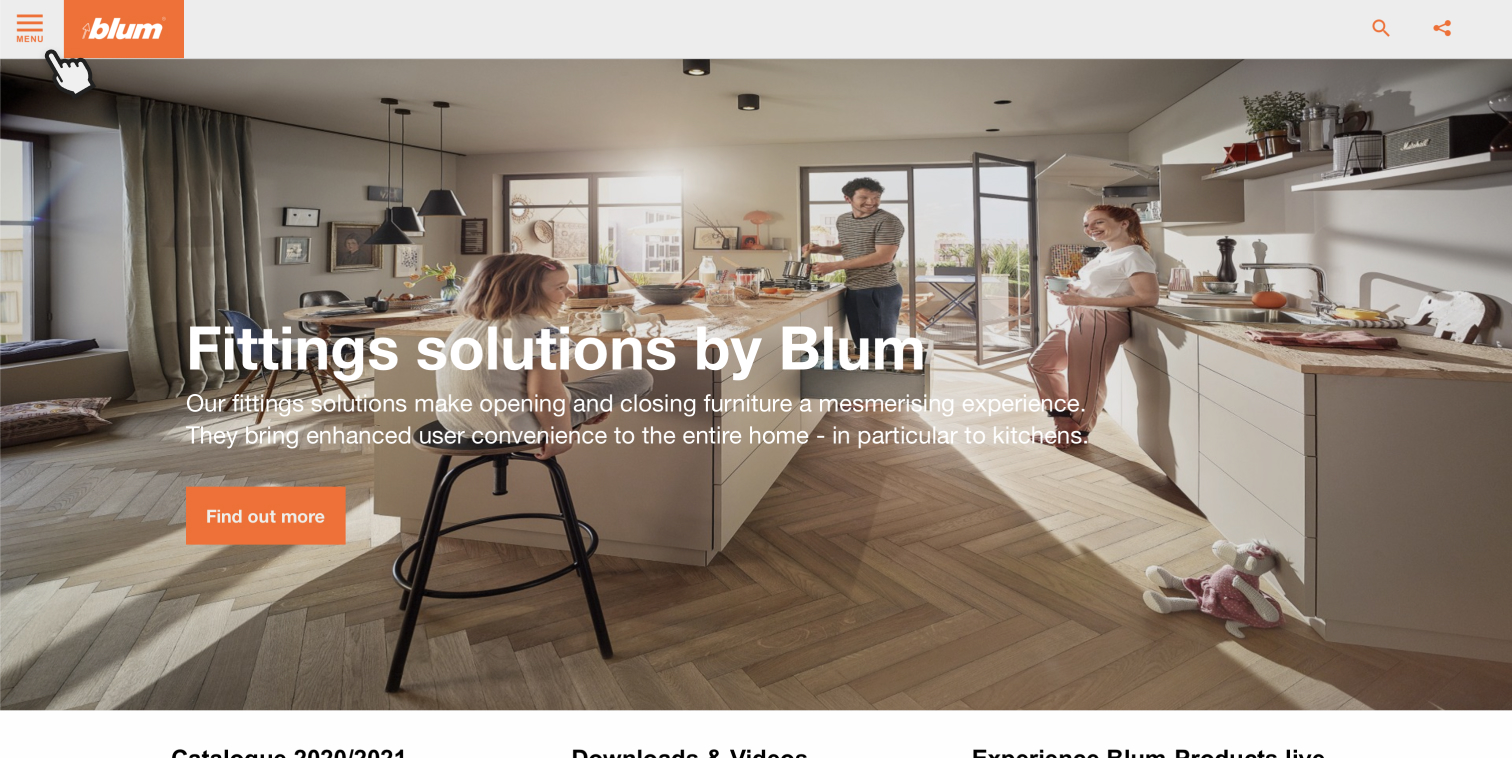 MENU
blum
Fittings solutions by Blum
Our fittings solutions make opening and closing furniture a mesmerising experience.
They bring enhanced user convenience to the entire home - in particular to kitchens.
Find out more
Catalogue 2020/2021
Downloads & Videos
Experience Blum Products live
Marshall